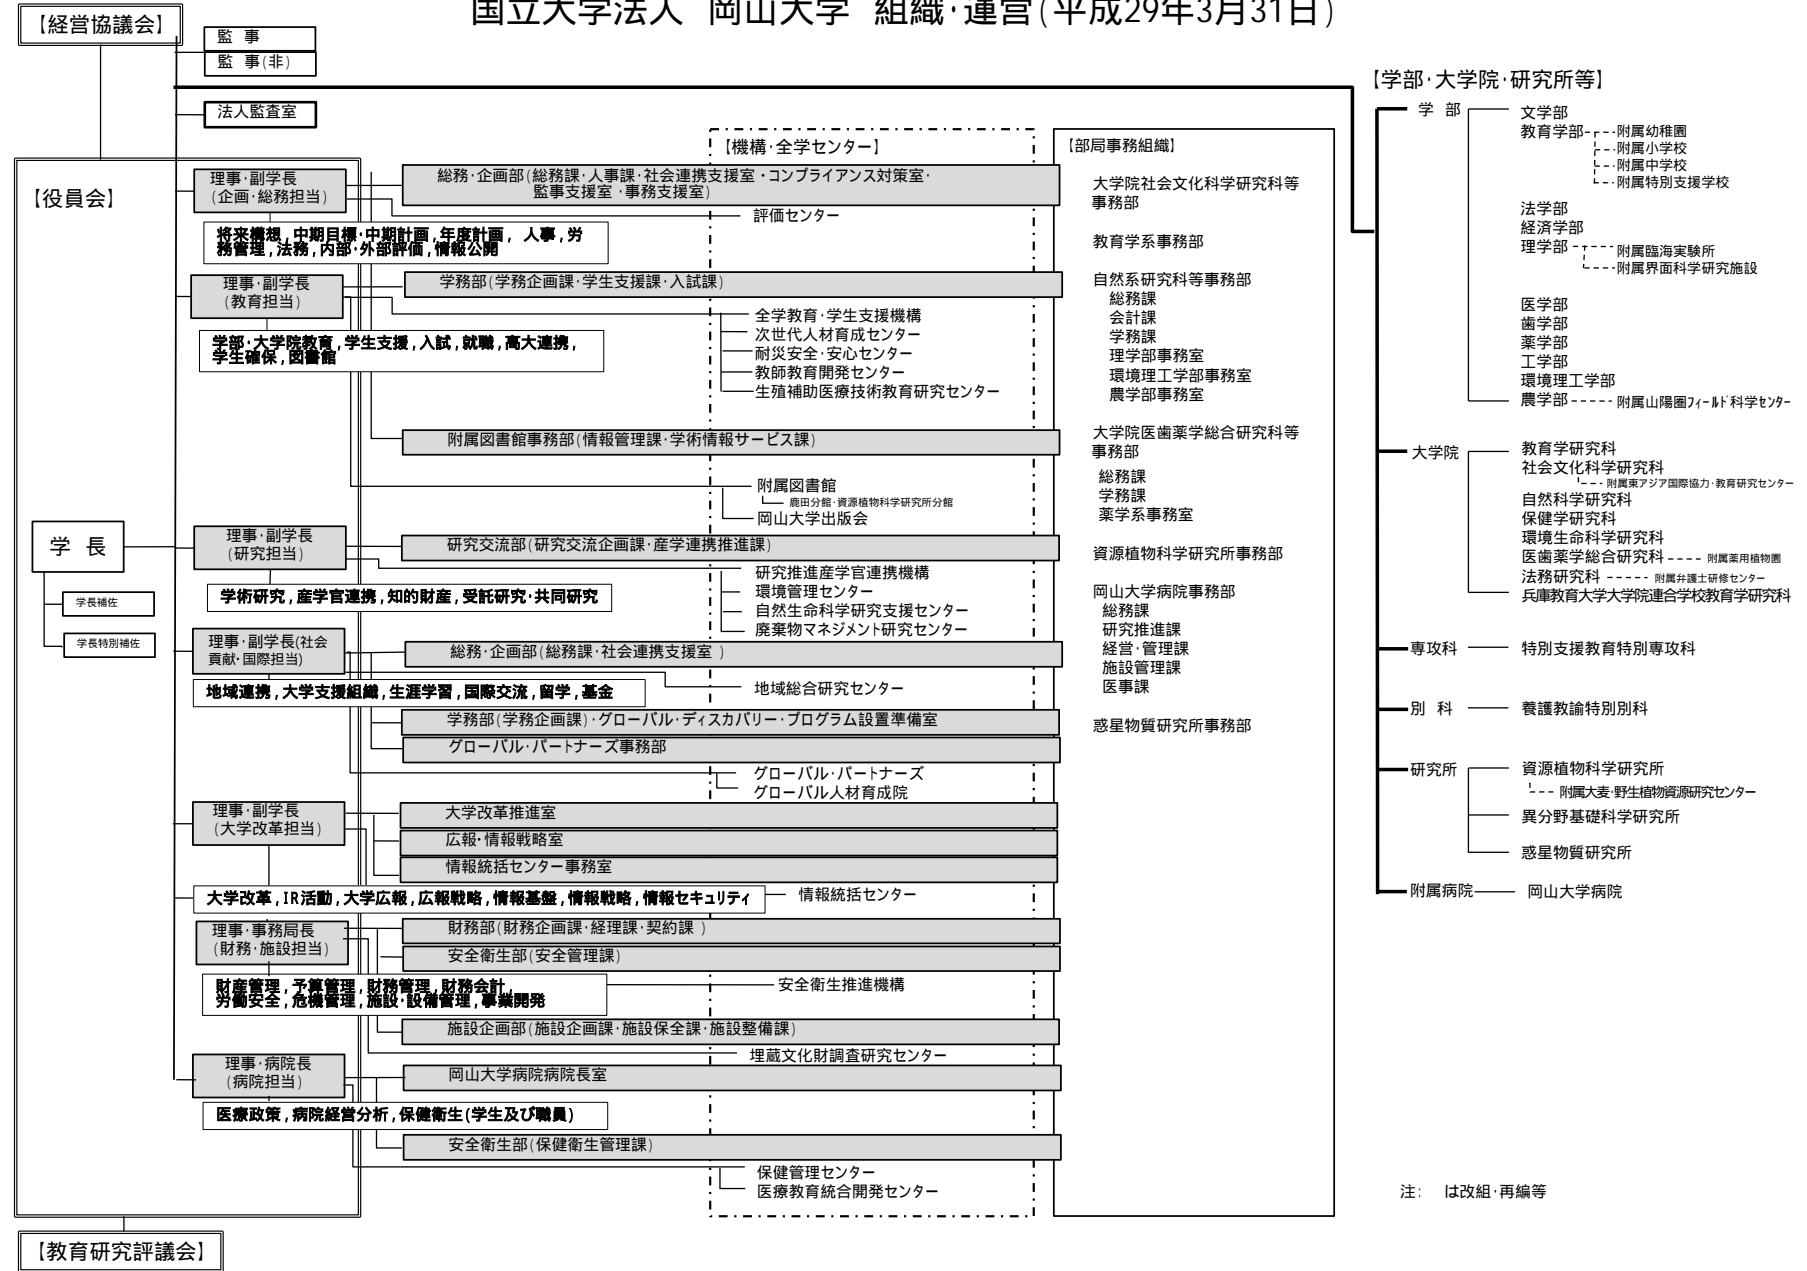 国立大学法人 岡山大学 組織・運営(平成29年3月31日)
【経営協議会】
監 事
監 事(非)
法人監査室
【役員会】
学 長
学長補佐
学長特別補佐
【教育研究評議会】
理事・副学長
(企画・総務担当)
将来構想,中期目標・中期計画,年度計画, 人事,労
務管理,法務,内部・外部評価,情報公開
理事・副学長
(教育担当)
学部・大学院教育,学生支援,入試,就職,高大連携,
学生確保,図書館
理事・副学長
(研究担当)
学術研究,産学官連携,知的財産,受託研究・共同研究
理事・副学長(社会
貢献・国際担当)
地域連携,大学支援組織,生涯学習,国際交流,留学,基金
理事・副学長
(大学改革担当)
大学改革,IR活動,大学広報,広報戦略,情報基盤,情報戦略,情報セキュリティ
理事・事務局長
(財務・施設担当)
財産管理,予算管理,財務管理,財務会計,
労働安全,危機管理,施設・設備管理,事業開発
理事・病院長
(病院担当)
医療政策,病院経営分析,保健衛生(学生及び職員)
【機構・全学センター】
総務・企画部(総務課・人事課・社会連携支援室・コンプライアンス対策室・
監事支援室・事務支援室)
評価センター
学務部(学務企画課・学生支援課・入試課)
全学教育・学生支援機構
次世代人材育成センター
耐災安全・安心センター
教師教育開発センター
生殖補助医療技術教育研究センター
附属図書館事務部(情報管理課・学術情報サービス課)
附属図書館
鹿田分館・資源植物科学研究所分館
岡山大学出版会
研究交流部(研究交流企画課・産学連携推進課)
研究推進産学官連携機構
環境管理センター
自然生命科学研究支援センター
廃棄物マネジメント研究センター
総務・企画部(総務課・社会連携支援室 )
地域総合研究センター
学務部(学務企画課)・グローバル・ディスカバリー・プログラム設置準備室
グローバル・パートナーズ事務部
グローバル・パートナーズ
グローバル人材育成院
大学改革推進室
広報・情報戦略室
情報統括センター事務室
情報統括センター
財務部(財務企画課・経理課・契約課 )
安全衛生部(安全管理課)
安全衛生推進機構
施設企画部(施設企画課・施設保全課・施設整備課)
埋蔵文化財調査研究センター
岡山大学病院病院長室
安全衛生部(保健衛生管理課)
保健管理センター
医療教育統合開発センター
【部局事務組織】
大学院社会文化科学研究科等
事務部
教育学系事務部
自然系研究科等事務部
総務課
会計課
学務課
理学部事務室
環境理工学部事務室
農学部事務室
大学院医歯薬学総合研究科等
事務部
総務課
学務課
薬学系事務室
資源植物科学研究所事務部
岡山大学病院事務部
総務課
研究推進課
経営・管理課
施設管理課
医事課
惑星物質研究所事務部
【学部・大学院・研究所等】
学 部
文学部
教育学部
附属幼稚園
附属小学校
附属中学校
附属特別支援学校
法学部
経済学部
理学部
附属臨海実験所
附属界面科学研究施設
医学部
歯学部
薬学部
工学部
環境理工学部
農学部
附属山陽圏フィールド科学センター
大学院
教育学研究科
社会文化科学研究科
附属東アジア国際協力・教育研究センター
自然科学研究科
保健学研究科
環境生命科学研究科
医歯薬学総合研究科
附属薬用植物園
法務研究科
附属弁護士研修センター
兵庫教育大学大学院連合学校教育学研究科
専攻科
特別支援教育特別専攻科
別 科
養護教諭特別別科
研究所
資源植物科学研究所
附属大麦・野生植物資源研究センター
異分野基礎科学研究所
惑星物質研究所
附属病院
岡山大学病院
注: は改組・再編等